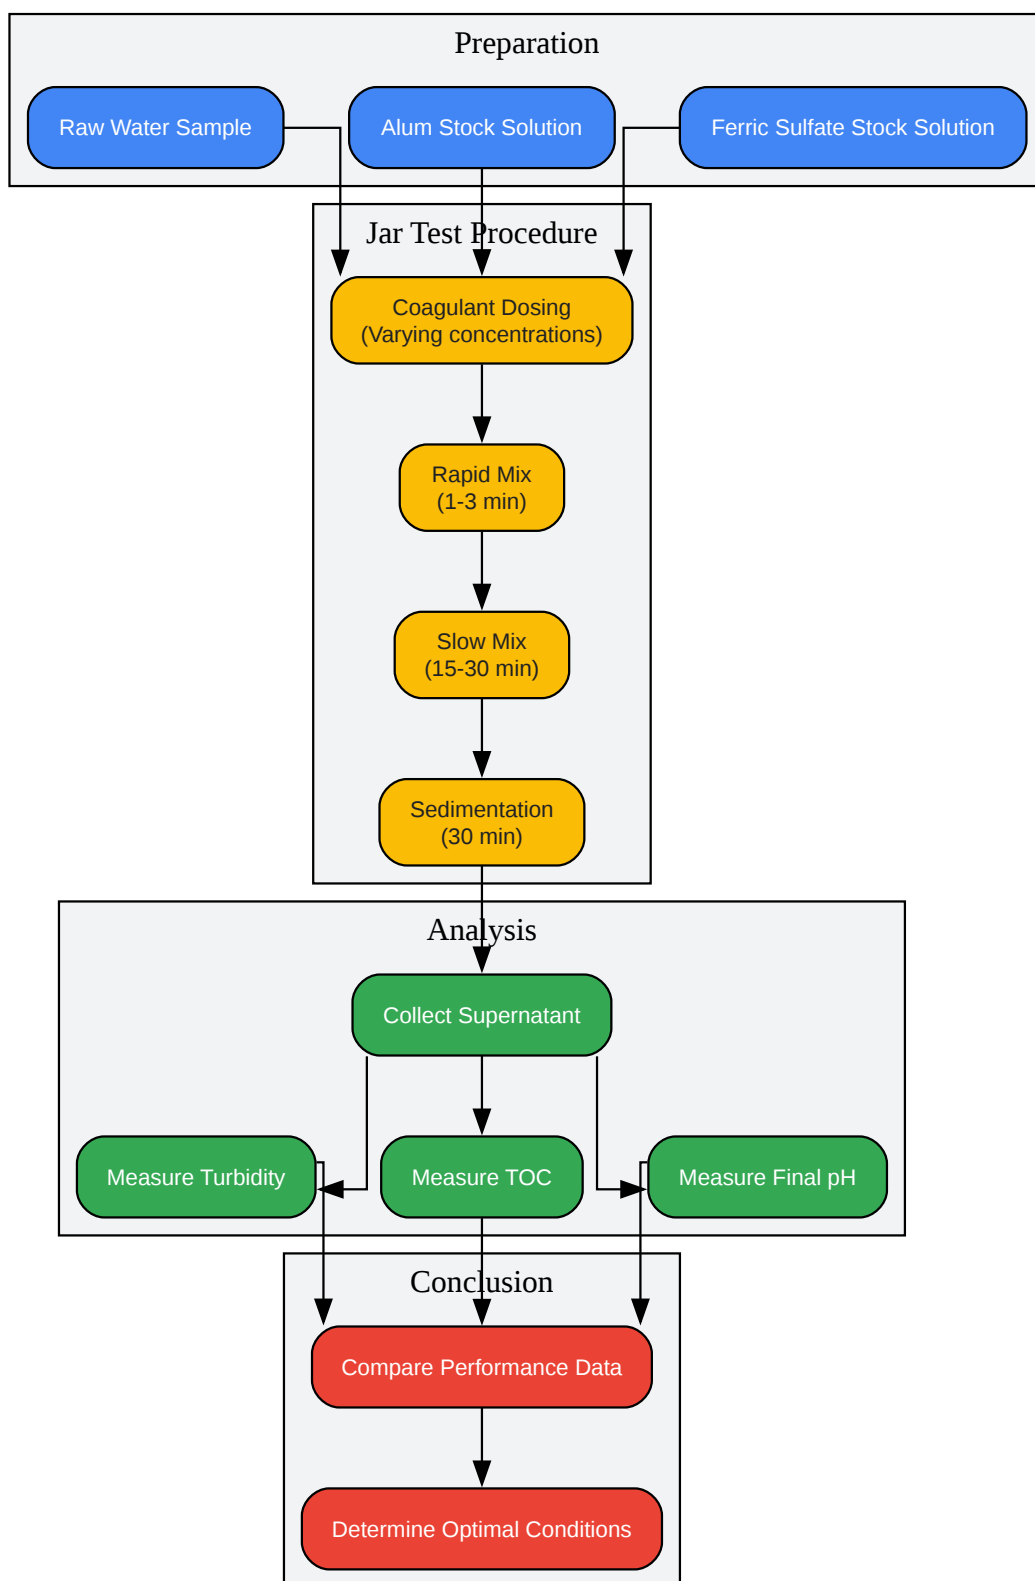 Preparation
Raw Water Sample
Alum Stock Solution
Ferric Sulfate Stock Solution
Jar Test Procedure
Coagulant Dosing
(Varying concentrations)
Rapid Mix
(1-3 min)
Slow Mix
(15-30 min)
Sedimentation
(30 min)
Analysis
Collect Supernatant
Measure Turbidity
Measure TOC
Measure Final pH
Conclusion
Compare Performance Data
Determine Optimal Conditions